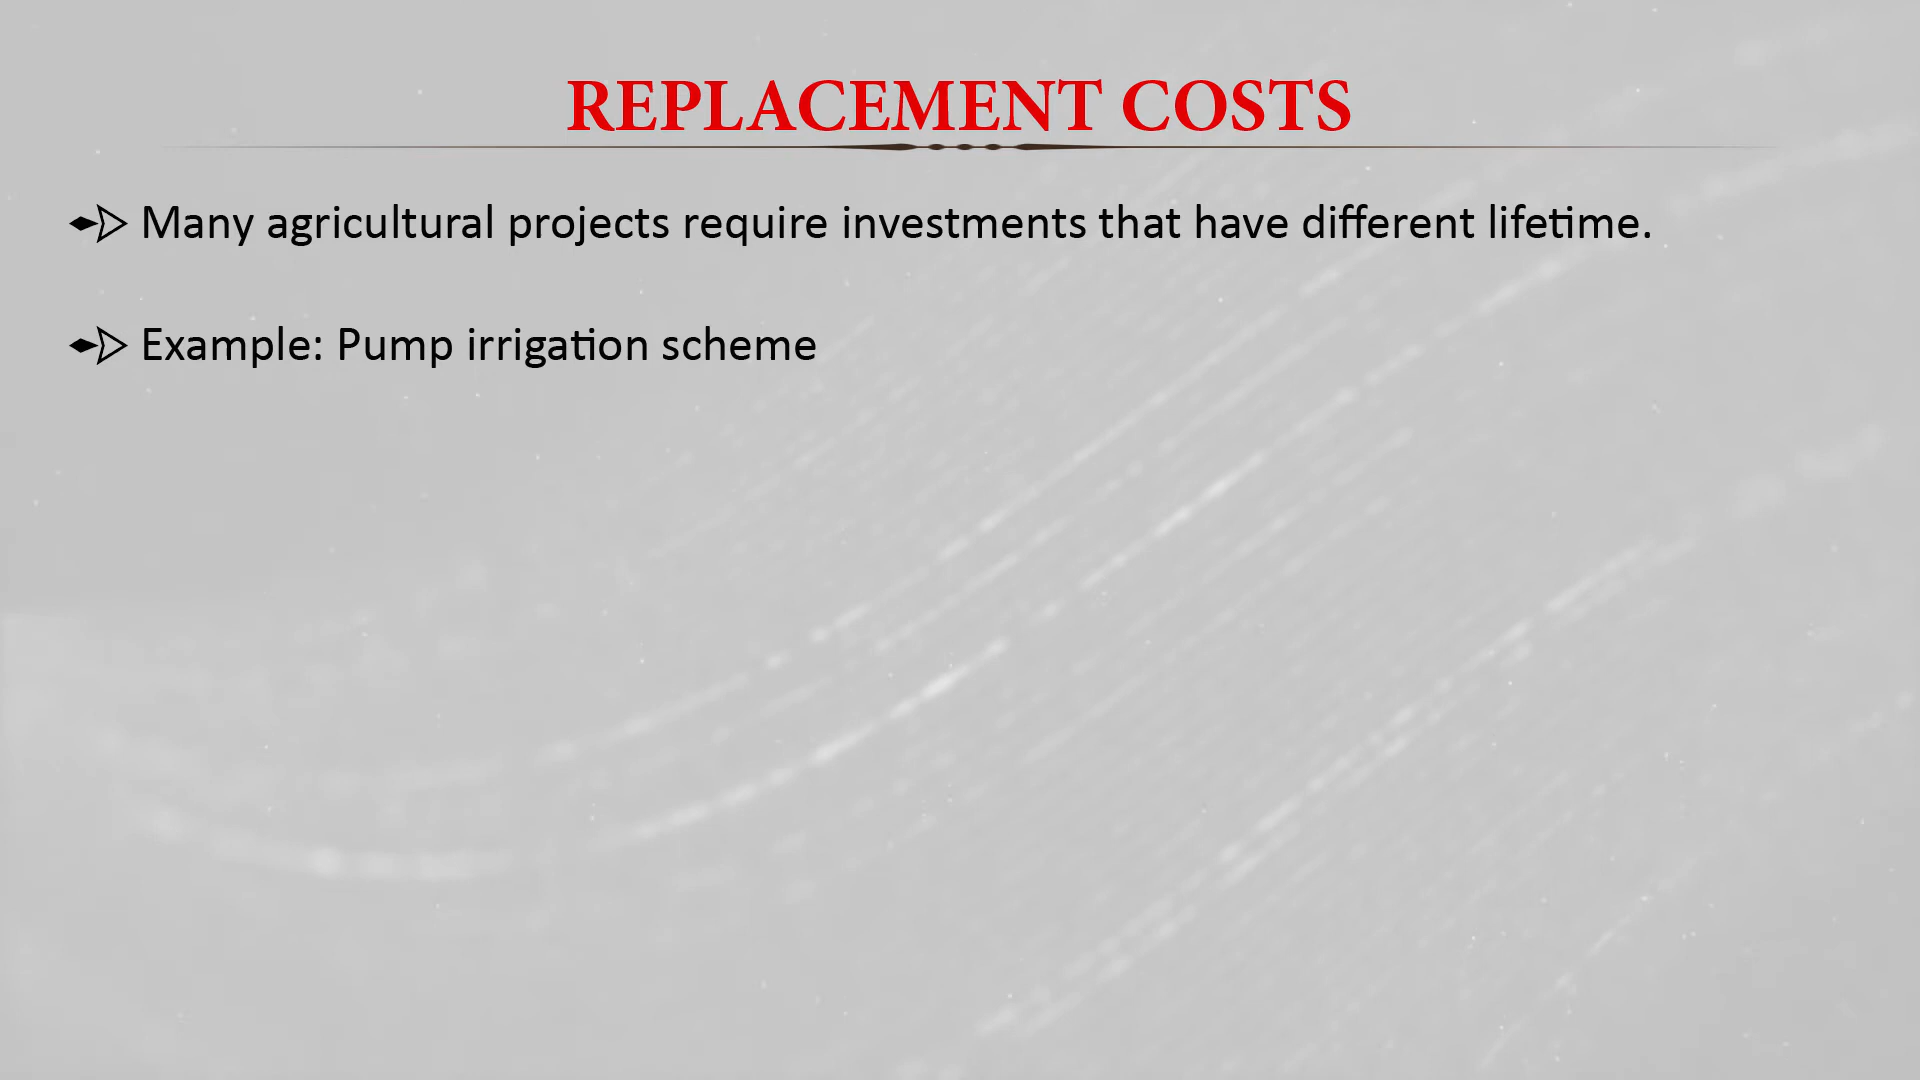 REPLACEMENT COSTS
Many agricultural projects require investments that have different lifetime.
Example: Pump irrigation scheme